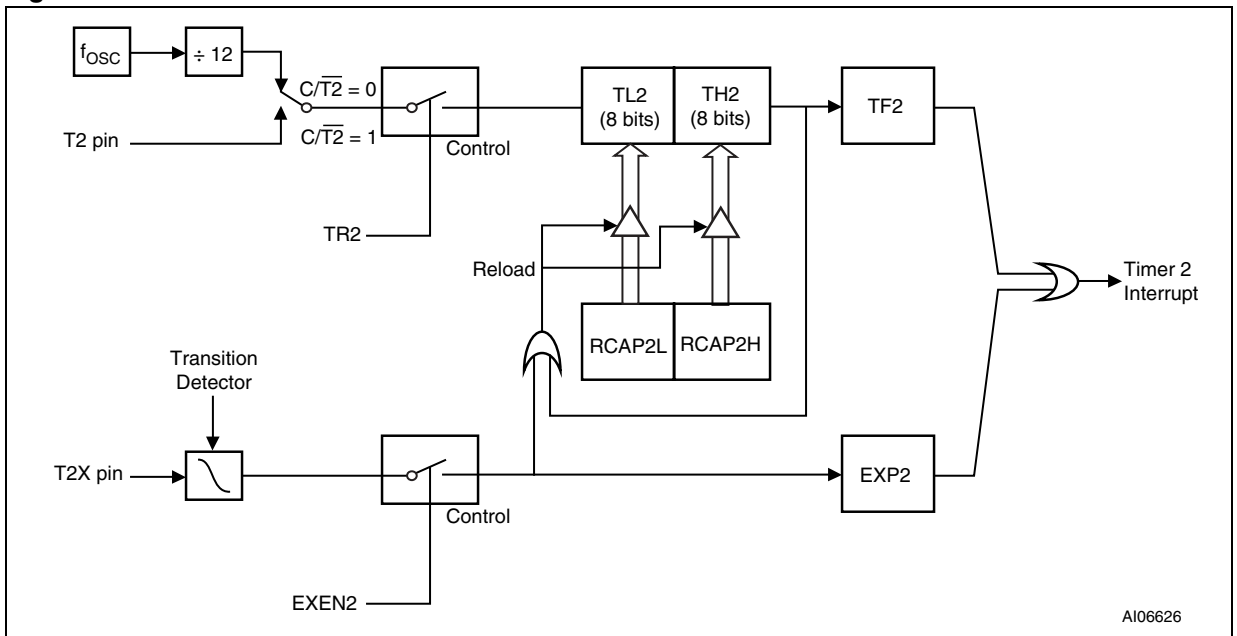 fOSC
÷ 12
C/T2 = 0
T2 pin
C/T2 = 1
Control
TR2
TL2
(8 bits)
TH2
(8 bits)
TF2
Reload
RCAP2L
RCAP2H
Timer 2
Interrupt
Transition
Detector
T2X pin
Control
EXEN2
EXP2
AI06626